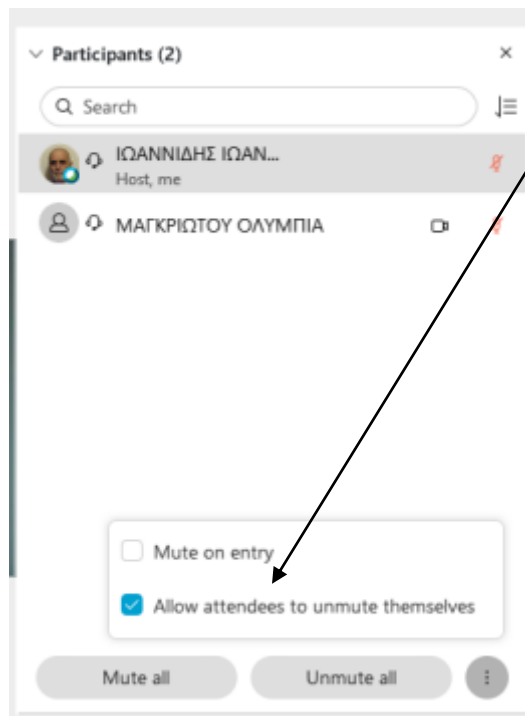 Participants (2)
Search
ΙΩΑΝΝΙΔΗΣ ΙΩΑΝ...
Host, me
ΜΑΓΚΡΙΩΤΟΥ ΟΛΥΜΠΙΑ
Mute on entry
Allow attendees to unmute themselves
Mute all Unmute all